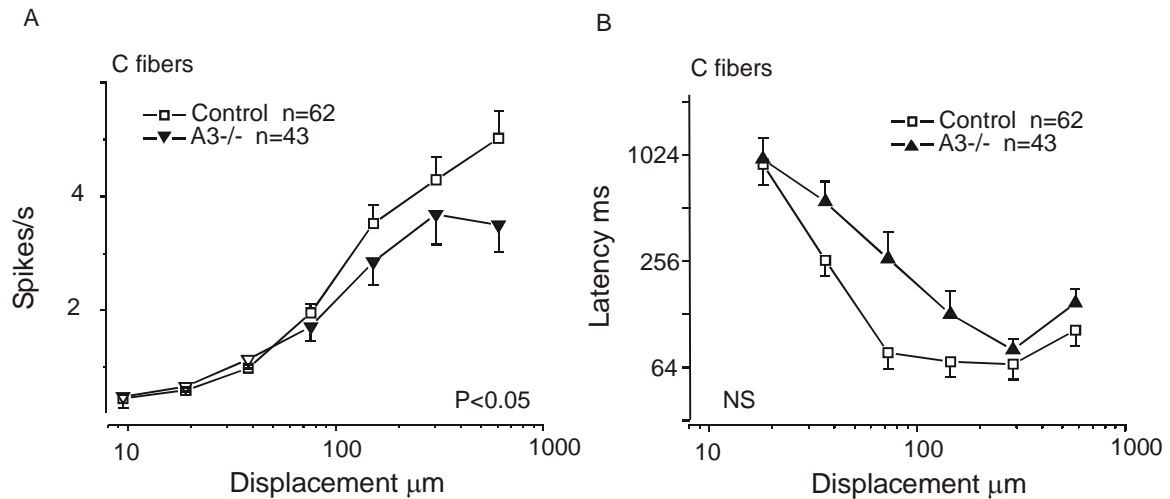 A
C fibers
Control n=62
A3-/- n=43
Spikes/s
4
2
P<0.05
10
100
1000
Displacement μm
B
C fibers
Control n=62
A3-/- n=43
Latency ms
1024
256
64
NS
10
100
1000
Displacement μm